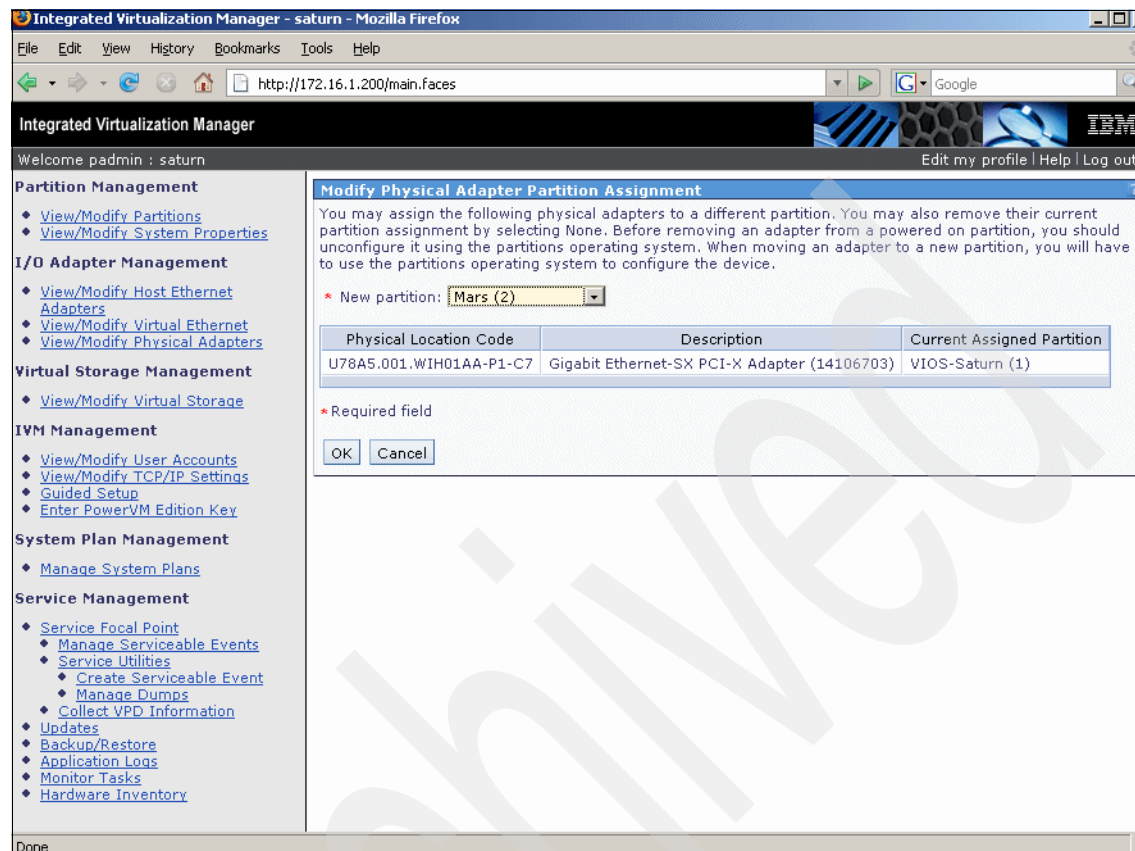 Integrated Virtualization Manager - saturn - Mozilla Firefox
File Edit View History Bookmarks Tools Help
http://172.16.1.200/main.faces
G Google
Integrated Virtualization Manager
IBM
Welcome padmin : saturn
Edit my profile | Help | Log out
Partition Management
View/Modify Partitions
View/Modify System Properties
I/O Adapter Management
View/Modify Host Ethernet
Adapters
View/Modify Virtual Ethernet
View/Modify Physical Adapters
Virtual Storage Management
View/Modify Virtual Storage
IVM Management
View/Modify User Accounts
View/Modify TCP/IP Settings
Guided Setup
Enter PowerVM Edition Key
System Plan Management
Manage System Plans
Service Management
Service Focal Point
Manage Serviceable Events
Service Utilities
Create Serviceable Event
Manage Dumps
Collect VPD Information
Updates
Backup/Restore
Application Logs
Monitor Tasks
Hardware Inventory
Modify Physical Adapter Partition Assignment
?
You may assign the following physical adapters to a different partition. You may also remove their current
partition assignment by selecting None. Before removing an adapter from a powered on partition, you should
unconfigure it using the partitions operating system. When moving an adapter to a new partition, you will have
to use the partitions operating system to configure the device.
* New partition: Mars (2)
Physical Location Code Description Current Assigned Partition
U78A5.001.WIH01AA-P1-C7 Gigabit Ethernet-SX PCI-X Adapter (14106703) VIOS-Saturn (1)
* Required field
OK Cancel
Done
hived